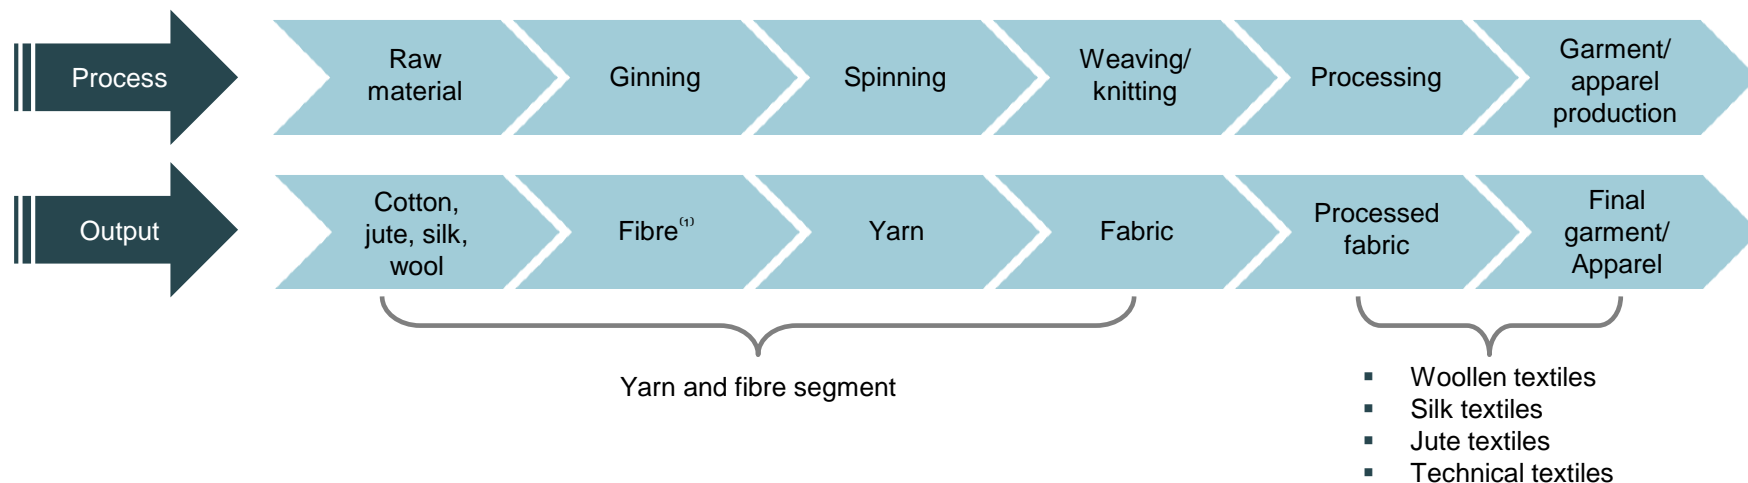 Process
Raw
material
Ginning
Spinning
Weaving/
knitting
Processing
Garment/
apparel
production
Output
Cotton,
jute, silk,
wool
Fibre⁽¹⁾
Yarn
Fabric
Processed
fabric
Final
garment/
Apparel
Yarn and fibre segment
▪ Woollen textiles
▪ Silk textiles
▪ Jute textiles
▪ Technical textiles